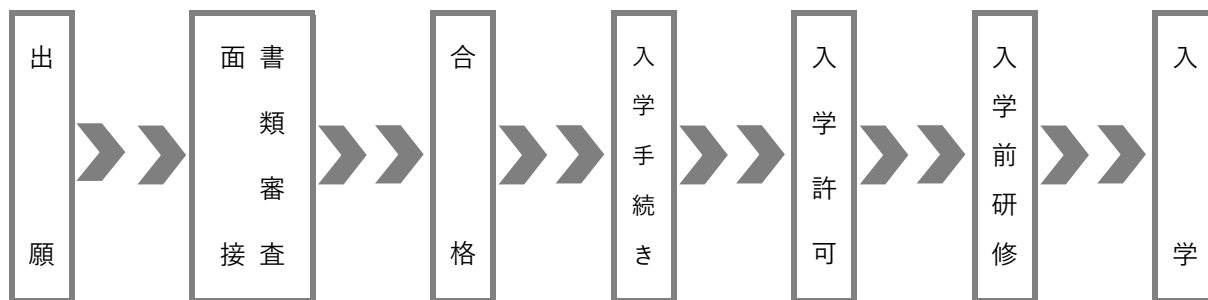 出願
書類審査
面接
合格
入学手続き
入学許可
入学前研修
入学